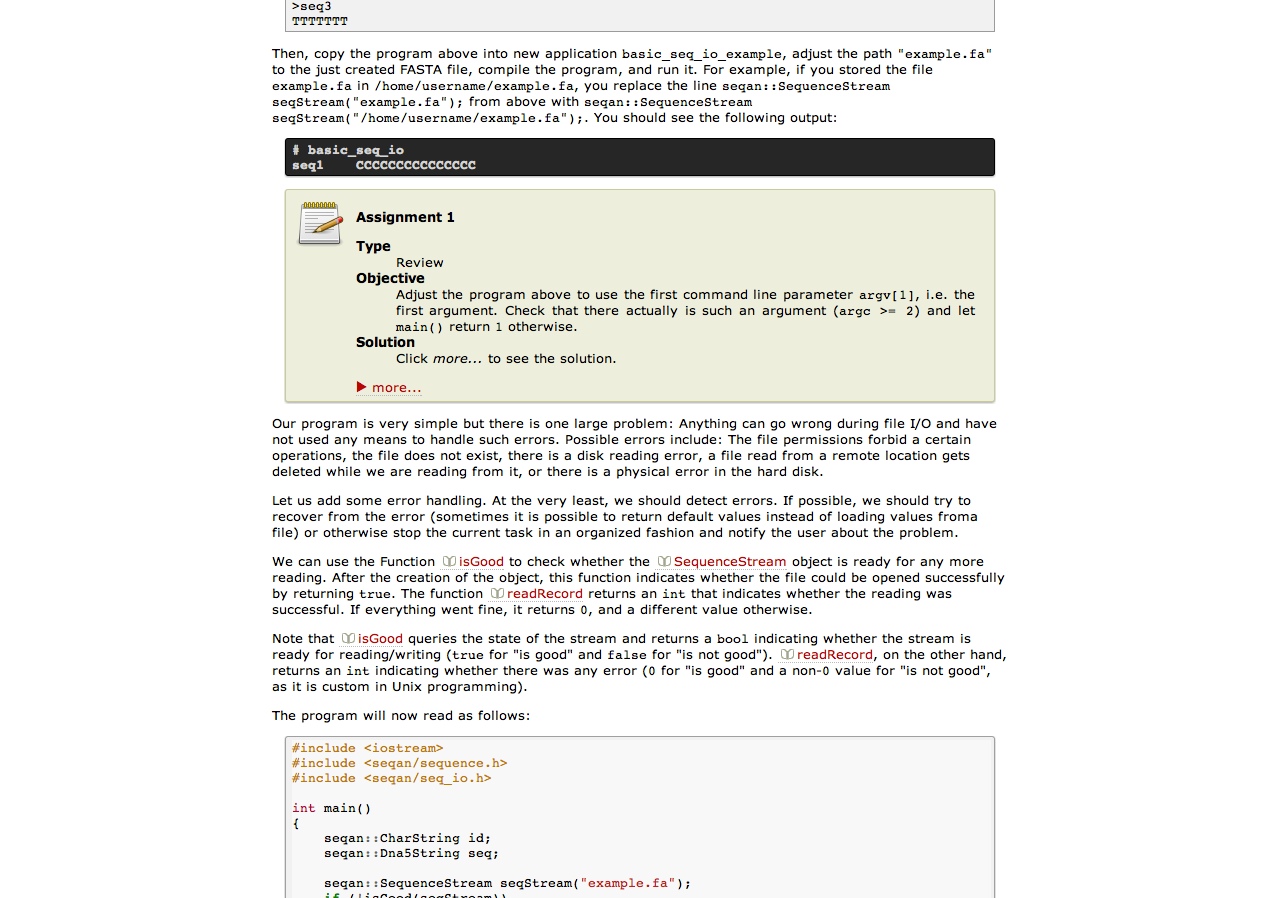 >seq3
TTTTTTT
Then, copy the program above into new application basic_seq_io_example, adjust the path "example.fa"
to the just created FASTA file, compile the program, and run it. For example, if you stored the file
example.fa in /home/username/example.fa, you replace the line seqan::SequenceStream
seqStream("example.fa"); from above with seqan::SequenceStream
seqStream("/home/username/example.fa");. You should see the following output:
# basic_seq_io
seq1    CCCCCCCCCCCCCCC
Assignment 1
Type
Review
Objective
Adjust the program above to use the first command line parameter argv[1], i.e. the
first argument. Check that there actually is such an argument (argc >= 2) and let
main() return 1 otherwise.
Solution
Click more... to see the solution.
more...
Our program is very simple but there is one large problem: Anything can go wrong during file I/O and have
not used any means to handle such errors. Possible errors include: The file permissions forbid a certain
operations, the file does not exist, there is a disk reading error, a file read from a remote location gets
deleted while we are reading from it, or there is a physical error in the hard disk.
Let us add some error handling. At the very least, we should detect errors. If possible, we should try to
recover from the error (sometimes it is possible to return default values instead of loading values froma
file) or otherwise stop the current task in an organized fashion and notify the user about the problem.
We can use the Function isGood to check whether the SequenceStream object is ready for any more
reading. After the creation of the object, this function indicates whether the file could be opened successfully
by returning true. The function readRecord returns an int that indicates whether the reading was
successful. If everything went fine, it returns 0, and a different value otherwise.
Note that isGood queries the state of the stream and returns a bool indicating whether the stream is
ready for reading/writing (true for "is good" and false for "is not good"). readRecord, on the other hand,
returns an int indicating whether there was any error (0 for "is good" and a non-0 value for "is not good",
as it is custom in Unix programming).
The program will now read as follows:
#include <iostream>
#include <seqan/sequence.h>
#include <seqan/seq_io.h>
int main()
{
    seqan::CharString id;
    seqan::Dna5String seq;
    seqan::SequenceStream seqStream("example.fa");
    if (!isGood(seqStream))